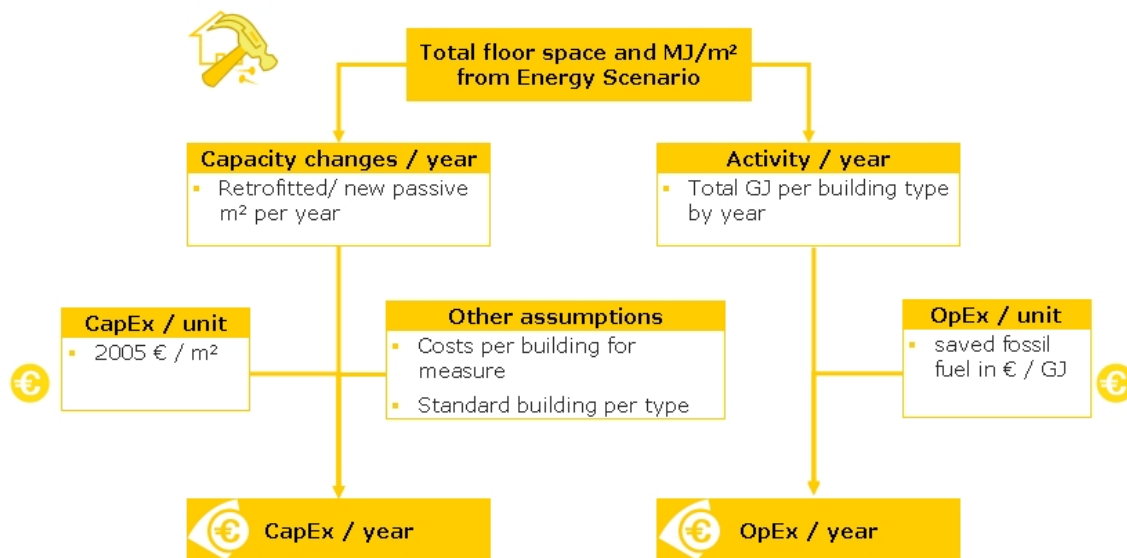 Total floor space and MJ/m²
from Energy Scenario
Capacity changes / year
▪ Retrofitted/ new passive
m² per year
Activity / year
▪ Total GJ per building type
by year
CapEx / unit
▪ 2005 € / m²
Other assumptions
▪ Costs per building for
measure
▪ Standard building per type
OpEx / unit
▪ saved fossil
fuel in € / GJ
€
€
€ CapEx / year
€ OpEx / year